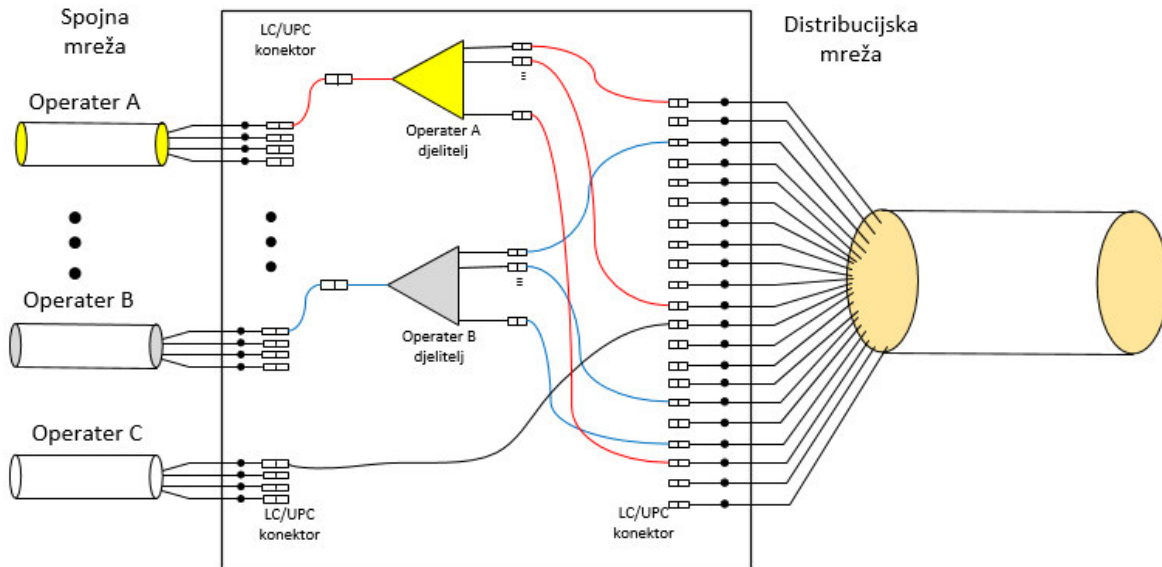 Spojna
mreža
LC/UPC
konektor
Distribucijska
mreža
Operater A
Operater A
djelitelj
Operater B
Operater B
djelitelj
Operater C
LC/UPC
konektor
LC/UPC
konektor